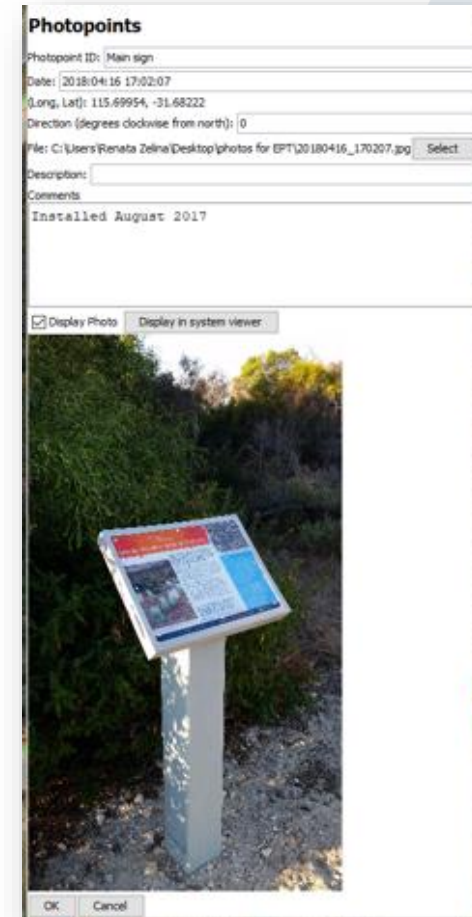 Photopoints
Photopoint ID: Main sign
Date: 2018:04:16 17:02:07
(Long, Lat): 115.69954, -31.68222
Direction (degrees clockwise from north): 0
File: C:\Users\Renata Zelina\Desktop\photos for EPT\20180416_170207.jpg Select
Description:
Comments
Installed August 2017
Display Photo Display in system viewer
OK Cancel